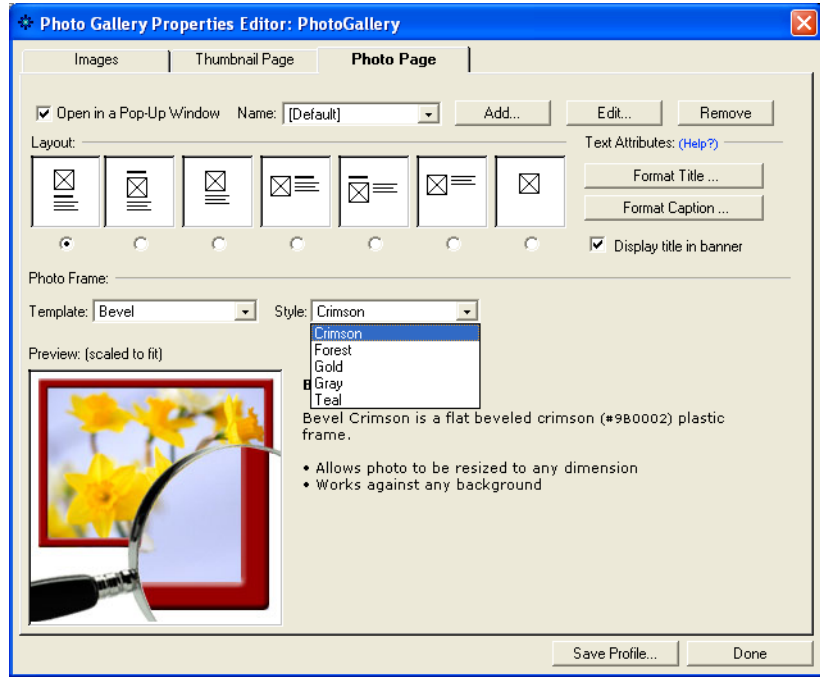 Photo Gallery Properties Editor: PhotoGallery
Images Thumbnail Page Photo Page
Open in a Pop-Up Window Name: [Default] Add... Edit... Remove
Layout: Text Attributes: (Help?)
Format Title ...
Format Caption ...
Display title in banner
Photo Frame:
Template: Bevel Style: Crimson
Crimson
Forest
Gold
Gray
Teal
Preview: (scaled to fit)
Bevel Crimson is a flat beveled crimson (#9B0002) plastic
frame.
• Allows photo to be resized to any dimension
• Works against any background
Save Profile... Done